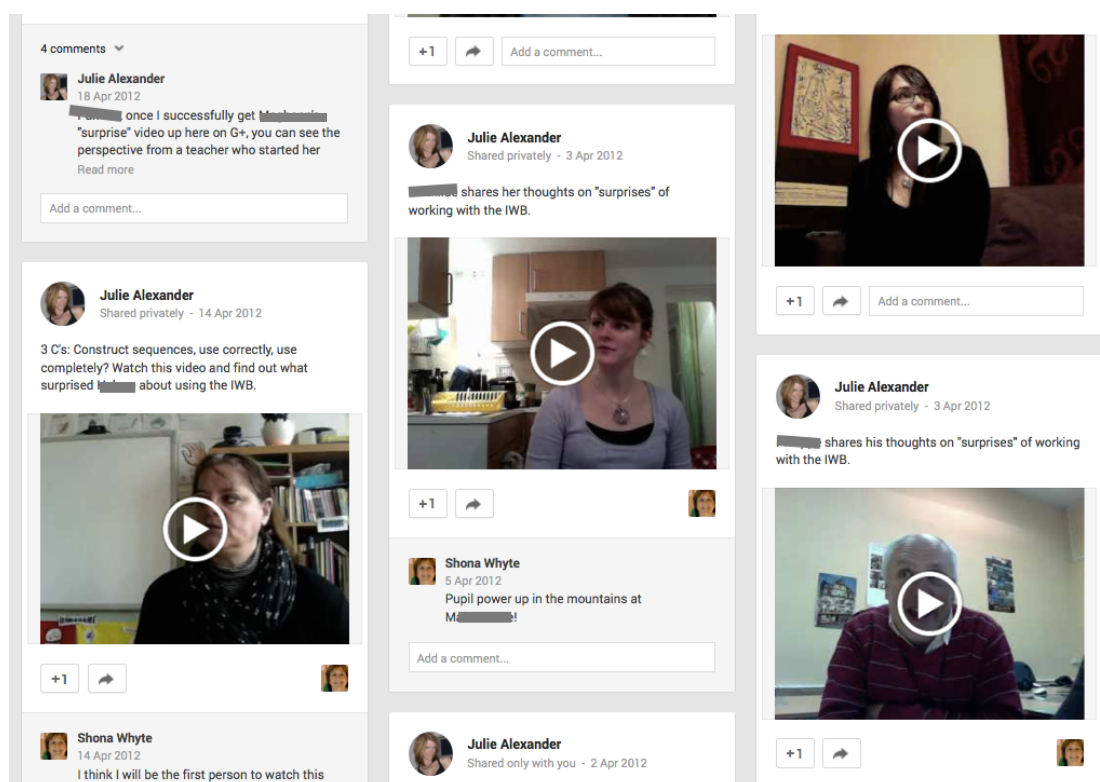 4 comments
Julie Alexander
18 Apr 2012
once I successfully get
"surprise" video up here on G+, you can see the
perspective from a teacher who started her
Read more
Add a comment...
Julie Alexander
Shared privately - 14 Apr 2012
3 C's: Construct sequences, use correctly, use
completely? Watch this video and find out what
surprised about using the IWB.
+1
Shona Whyte
14 Apr 2012
I think I will be the first person to watch this
+1
Add a comment...
Julie Alexander
Shared privately - 3 Apr 2012
shares her thoughts on "surprises" of
working with the IWB.
+1
Shona Whyte
5 Apr 2012
Pupil power up in the mountains at
Add a comment...
Julie Alexander
Shared only with you - 2 Apr 2012
+1
Add a comment...
Julie Alexander
Shared privately - 3 Apr 2012
shares his thoughts on "surprises" of working
with the IWB.
+1